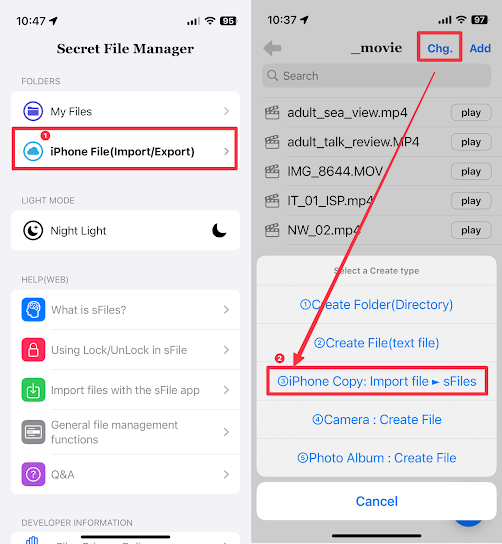 10:47
95
Secret File Manager
FOLDERS
My Files
1
iPhone File(Import/Export)
LIGHT MODE
Night Light
HELP(WEB)
What is sFiles?
Using Lock/UnLock in sFile
Import files with the sFile app
General file management
functions
Q&A
DEVELOPER INFORMATION
10:37
97
_movie
Chg.
Add
Search
adult_sea_view.mp4
play
adult_talk_review.MP4
play
IMG_8644.MOV
play
IT_01_ISP.mp4
play
NW_02.mp4
play
Select a Create type
①Create Folder(Directory)
②Create File(text file)
2
③iPhone Copy: Import file ► sFiles
④Camera : Create File
⑤Photo Album : Create File
Cancel